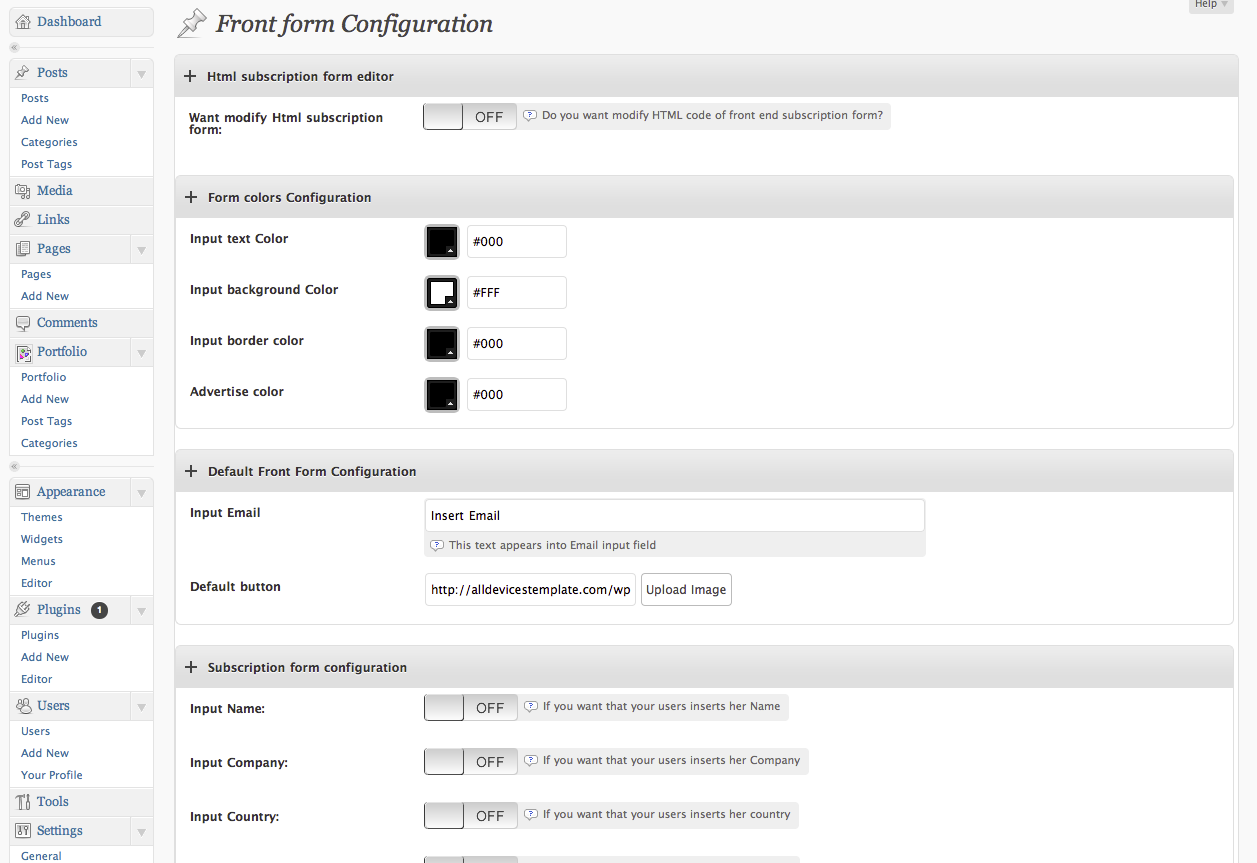 Help
Dashboard
Posts
Posts
Add New
Categories
Post Tags
Media
Links
Pages
Pages
Add New
Comments
Portfolio
Portfolio
Add New
Post Tags
Categories
Appearance
Themes
Widgets
Menus
Editor
Plugins 1
Plugins
Add New
Editor
Users
Users
Add New
Your Profile
Tools
Settings
General
Front form Configuration
Html subscription form editor
Want modify Html subscription
form:
OFF
Do you want modify HTML code of front end subscription form?
Form colors Configuration
Input text Color
#000
Input background Color
#FFF
Input border color
#000
Advertise color
#000
Default Front Form Configuration
Input Email
Insert Email
This text appears into Email input field
Default button
http://alldevicestemplate.com/wp
Upload Image
Subscription form configuration
Input Name:
OFF
If you want that your users inserts her Name
Input Company:
OFF
If you want that your users inserts her Company
Input Country:
OFF
If you want that your users inserts her country